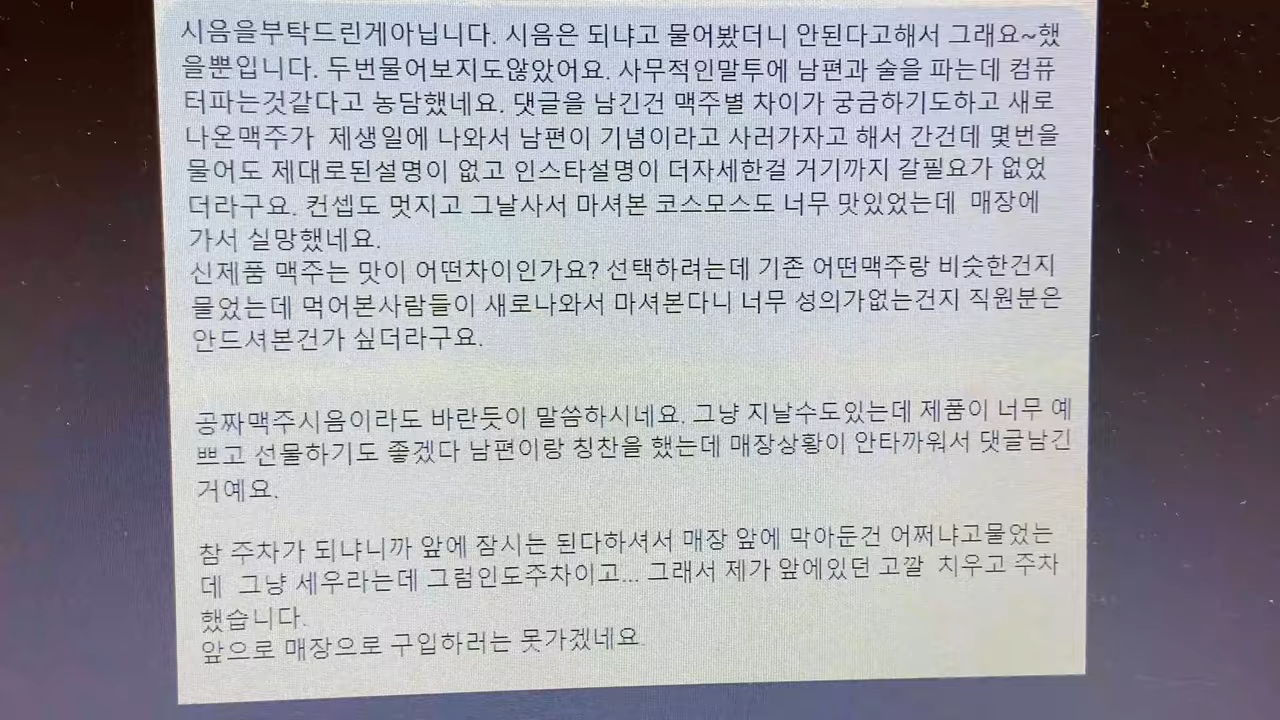 시음을부탁드린게아닙니다. 시음은 되냐고 물어봤더니 안된다고해서 그래요~했
을뿐입니다. 두번물어보지도않았어요. 사무적인말투에 남편과 술을 파는데 컴퓨
터파는것같다고 농담했네요. 댓글을 남긴건 맥주별 차이가 궁금하기도하고 새로
나온맥주가 제생일에 나와서 남편이 기념이라고 사러가자고 해서 간건데 몇번을
물어도 제대로된설명이 없고 인스타설명이 더자세한걸 거기까지 갈필요가 없었
더라구요. 컨셉도 멋지고 그날사서 마셔본 코스모스도 너무 맛있었는데 매장에
가서 실망했네요.
신제품 맥주는 맛이 어떤차이인가요? 선택하려는데 기존 어떤맥주랑 비슷한건지
물었는데 먹어본사람들이 새로나와서 마셔본다니 너무 성의가없는건지 직원분은
안드셔본건가 싶더라구요.
공짜맥주시음이라도 바란듯이 말씀하시네요. 그냥 지날수도있는데 제품이 너무 예
쁘고 선물하기도 좋겠다 남편이랑 칭찬을 했는데 매장상황이 안타까워서 댓글남긴
거예요.
참 주차가 되냐니까 앞에 잠시는 된다하셔서 매장 앞에 막아둔건 어쩌냐고물었는
데 그냥 세우라는데 그럼인도주차이고... 그래서 제가 앞에있던 고깔 치우고 주차
했습니다.
앞으로 매장으로 구입하러는 못가겠네요.